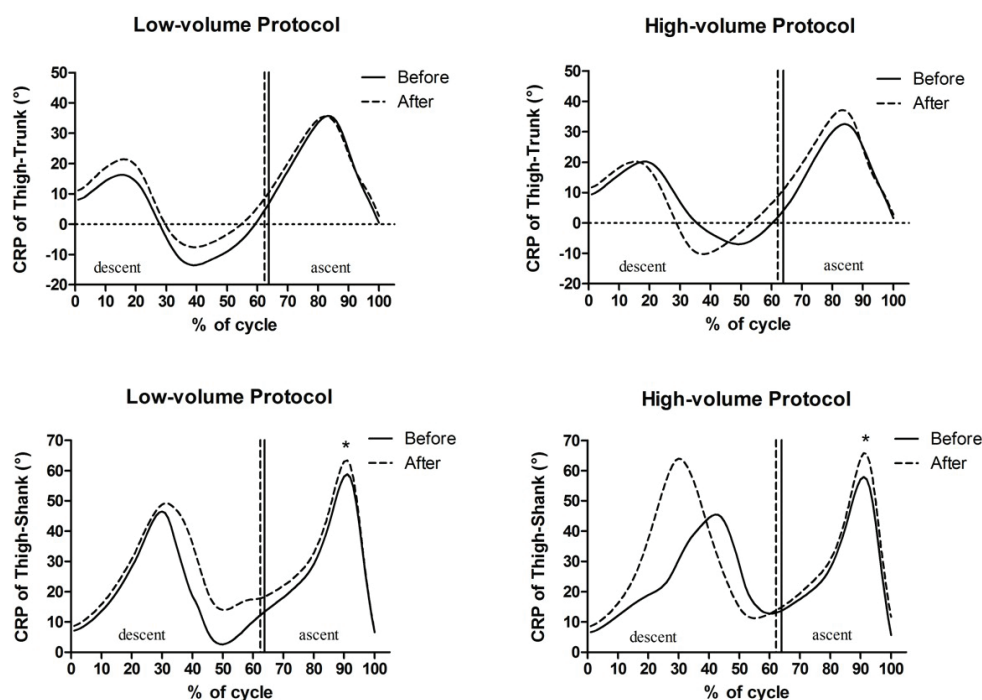 Low-volume Protocol
CRP of Thigh-Trunk (°)
50
40
30
20
10
0
-10
-20
Before
After
descent
ascent
0 10 20 30 40 50 60 70 80 90 100
% of cycle
High-volume Protocol
CRP of Thigh-Trunk (°)
50
40
30
20
10
0
-10
-20
Before
After
descent
ascent
0 10 20 30 40 50 60 70 80 90 100
% of cycle
Low-volume Protocol
CRP of Thigh-Shank (°)
70
60
50
40
30
20
10
0
*
Before
After
descent
ascent
0 10 20 30 40 50 60 70 80 90 100
% of cycle
High-volume Protocol
CRP of Thigh-Shank (°)
70
60
50
40
30
20
10
0
*
Before
After
descent
ascent
0 10 20 30 40 50 60 70 80 90 100
% of cycle